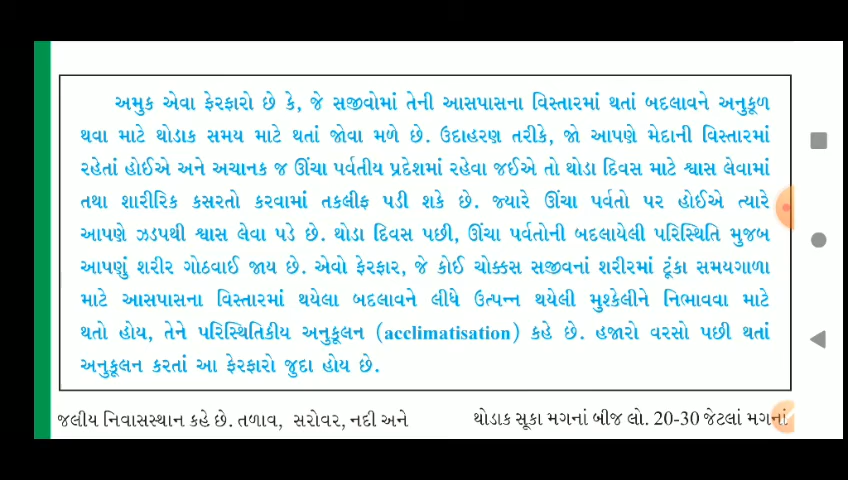 અમુક એવા ફેરફારો છે કે, જે સજીવોમાં તેની આસપાસના વિસ્તારમાં થતાં બદલાવને અનુકૂળ
થવા માટે થોડાક સમય માટે થતાં જોવા મળે છે. ઉદાહરણ તરીકે, જો આપણે મેદાની વિસ્તારમાં
રહેતાં હોઈએ અને અચાનક જ ઊંચા પર્વતીય પ્રદેશમાં રહેવા જઈએ તો થોડા દિવસ માટે શ્વાસ લેવામાં
તથા શારીરિક કસરતો કરવામાં તકલીફ પડી શકે છે. જ્યારે ઊંચા પર્વતો પર હોઈએ ત્યારે
આપણે ઝડપથી શ્વાસ લેવા પડે છે. થોડા દિવસ પછી, ઊંચા પર્વતોની બદલાયેલી પરિસ્થિતિ મુજબ
આપણું શરીર ગોઠવાઈ જાય છે. એવો ફેરફાર, જે કોઈ ચોક્કસ સજીવનાં શરીરમાં ટૂંકા સમયગાળા
માટે આસપાસના વિસ્તારમાં થયેલા બદલાવને લીધે ઉત્પન્ન થયેલી મુશ્કેલીને નિભાવવા માટે
થતો હોય, તેને પરિસ્થિતિકીય અનુકૂલન (acclimatisation) કહે છે. હજારો વરસો પછી થતાં
અનુકૂલન કરતાં આ ફેરફારો જુદા હોય છે.
જલીય નિવાસસ્થાન કહે છે. તળાવ, સરોવર, નદી અને
થોડાક સૂકા મગનાં બીજ લો. 20-30 જેટલાં મગનાં